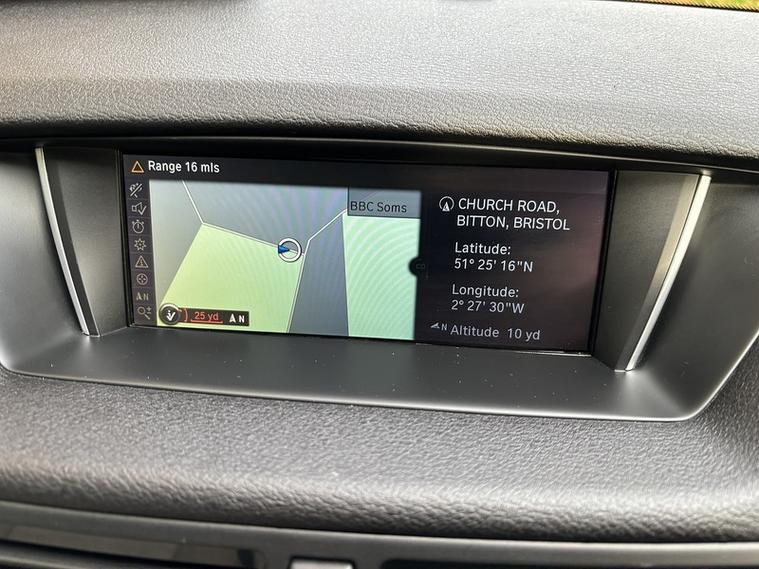 Range 16 mls
BBC Soms
CHURCH ROAD,
BITTON, BRISTOL
Latitude:
51° 25' 16"N
Longitude:
2° 27' 30"W
N Altitude 10 yd
N
25 yd N